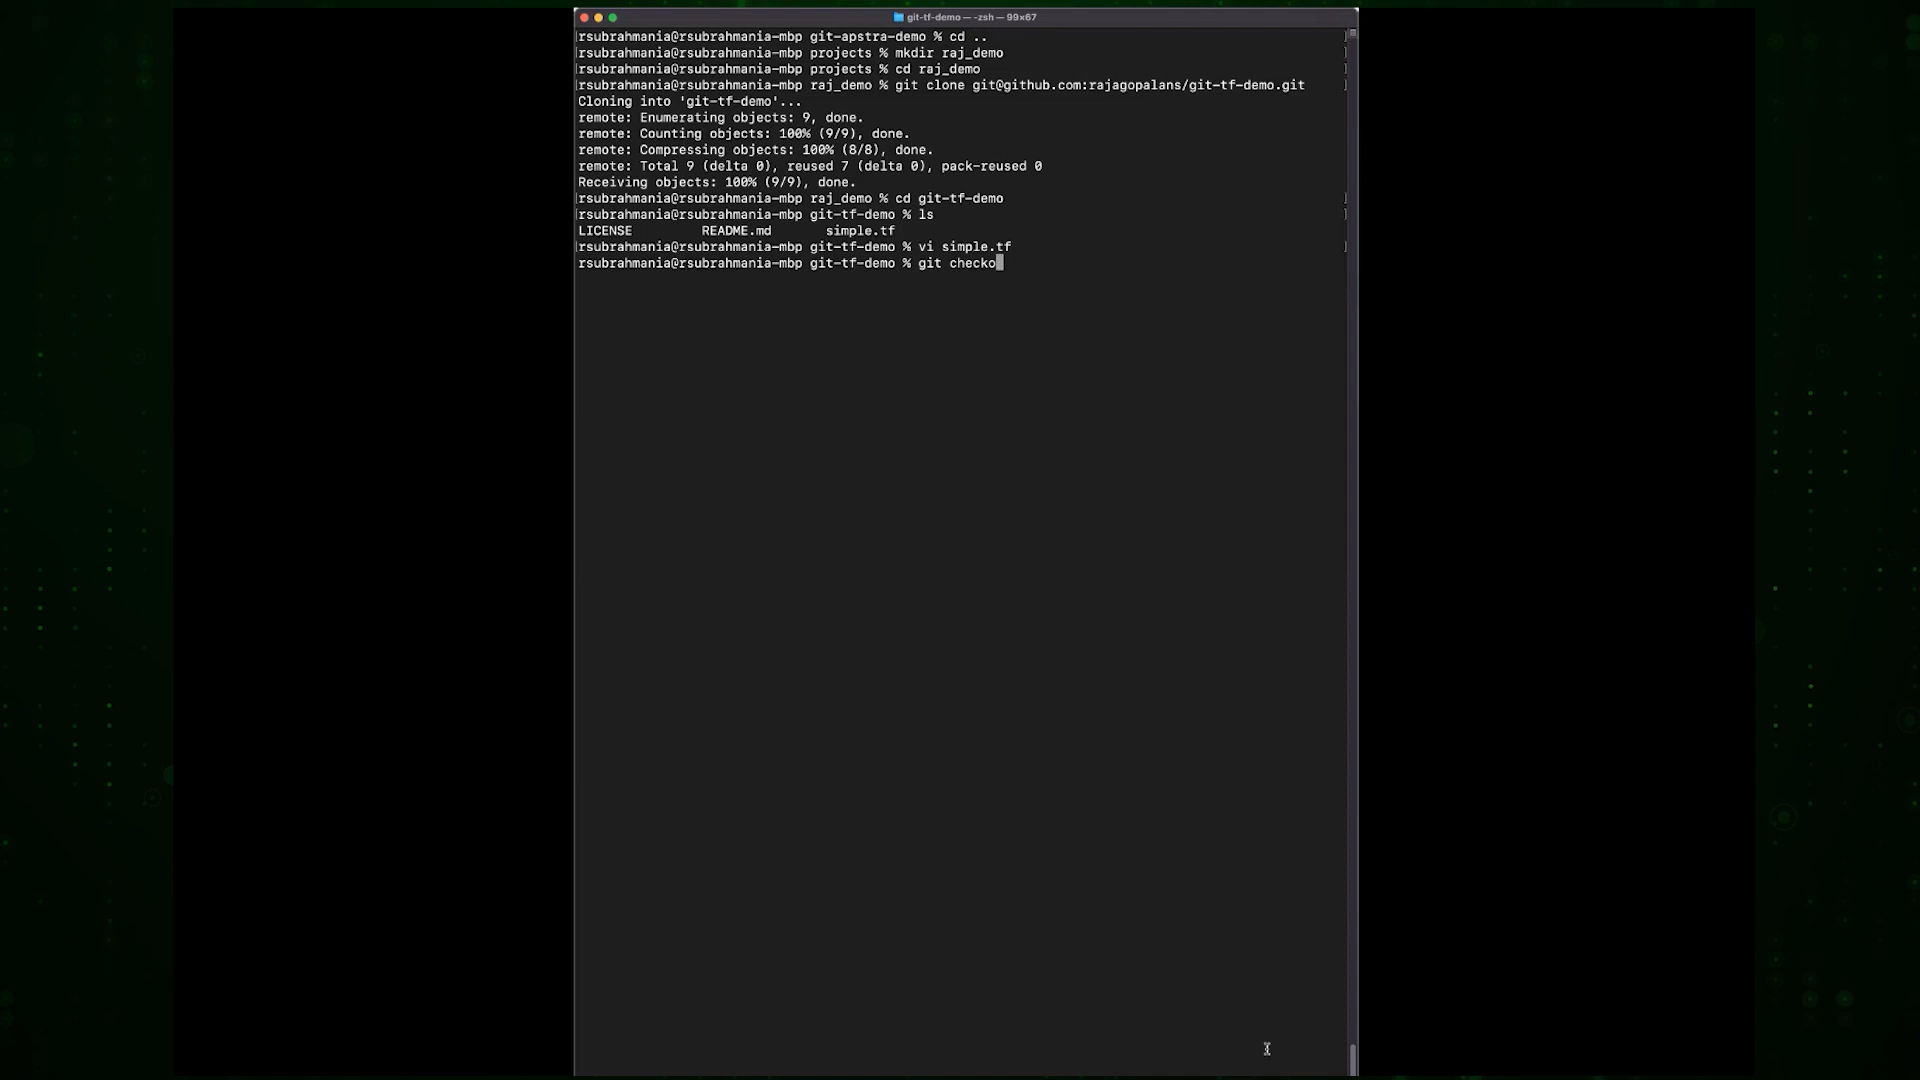 git-tf-demo — -zsh — 99×67
rsubrahmania@rsubrahmania-mbp git-apstra-demo % cd ..
rsubrahmania@rsubrahmania-mbp projects % mkdir raj_demo
rsubrahmania@rsubrahmania-mbp projects % cd raj_demo
rsubrahmania@rsubrahmania-mbp raj_demo % git clone git@github.com:rajagopalans/git-tf-demo.git
Cloning into 'git-tf-demo'...
remote: Enumerating objects: 9, done.
remote: Counting objects: 100% (9/9), done.
remote: Compressing objects: 100% (8/8), done.
remote: Total 9 (delta 0), reused 7 (delta 0), pack-reused 0
Receiving objects: 100% (9/9), done.
rsubrahmania@rsubrahmania-mbp raj_demo % cd git-tf-demo
rsubrahmania@rsubrahmania-mbp git-tf-demo % ls
LICENSE README.md simple.tf
rsubrahmania@rsubrahmania-mbp git-tf-demo % vi simple.tf
rsubrahmania@rsubrahmania-mbp git-tf-demo % git checko